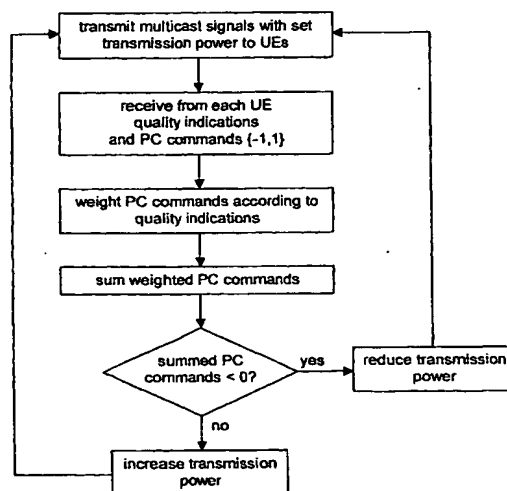 transmit multicast signals with set
transmission power to UEs
receive from each UE
quality indications
and PC commands {-1,1}
weight PC commands according to
quality indications
sum weighted PC commands
summed PC
commands < 0?
yes
reduce transmission
power
no
increase transmission
power